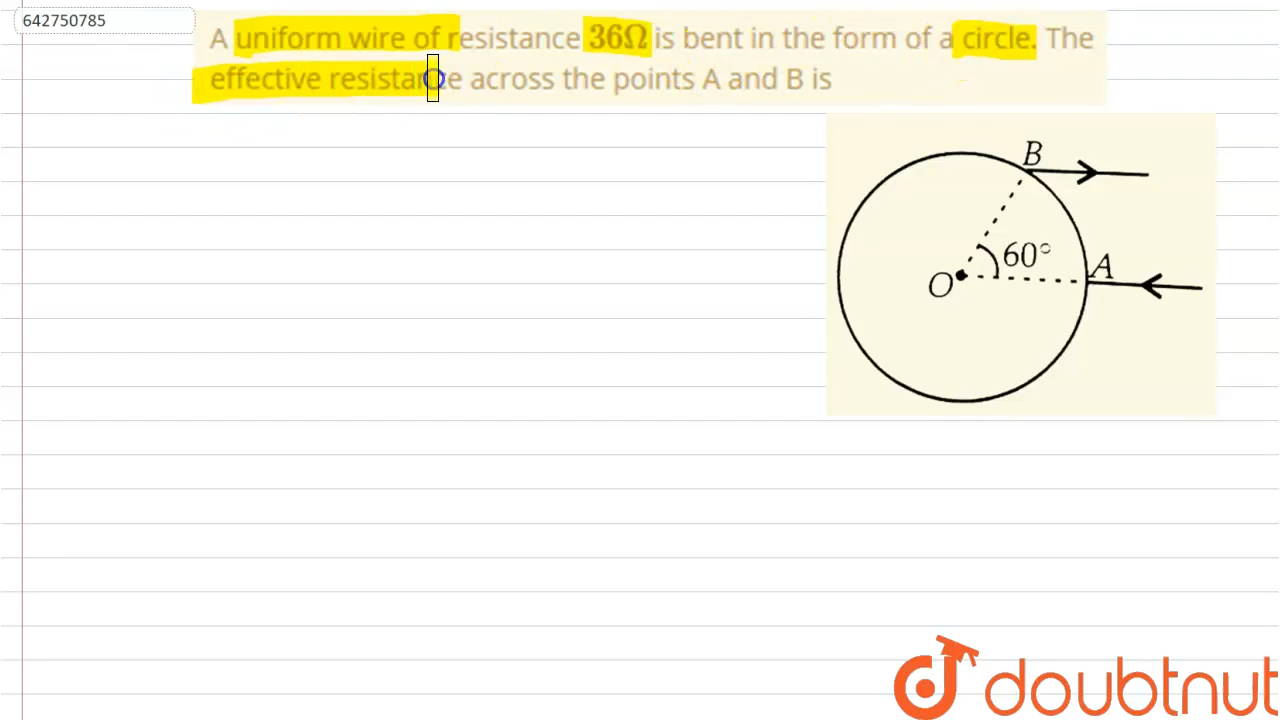 642750785
A uniform wire of resistance 36Ω is bent in the form of a circle. The
effective resistance across the points A and B is
B
60°
A
O
doubtnut